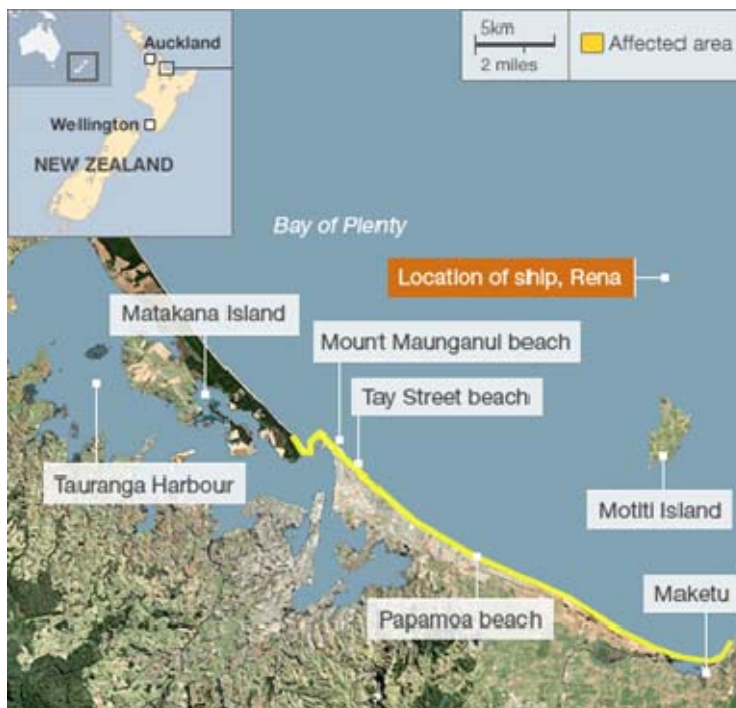 Auckland
Wellington
NEW ZEALAND
5km
2 miles
Affected area
Bay of Plenty
Location of ship, Rena
Matakana Island
Mount Maunganui beach
Tay Street beach
Tauranga Harbour
Motiti Island
Maketu
Papamoa beach